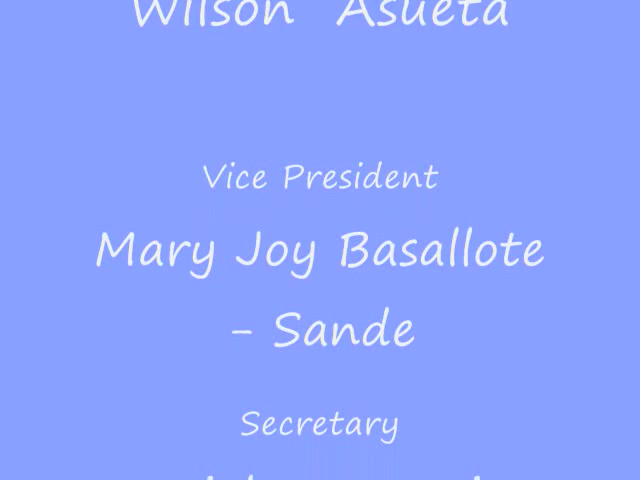 Wilson Asueta
Vice President
Mary Joy Basallote
- Sande
Secretary